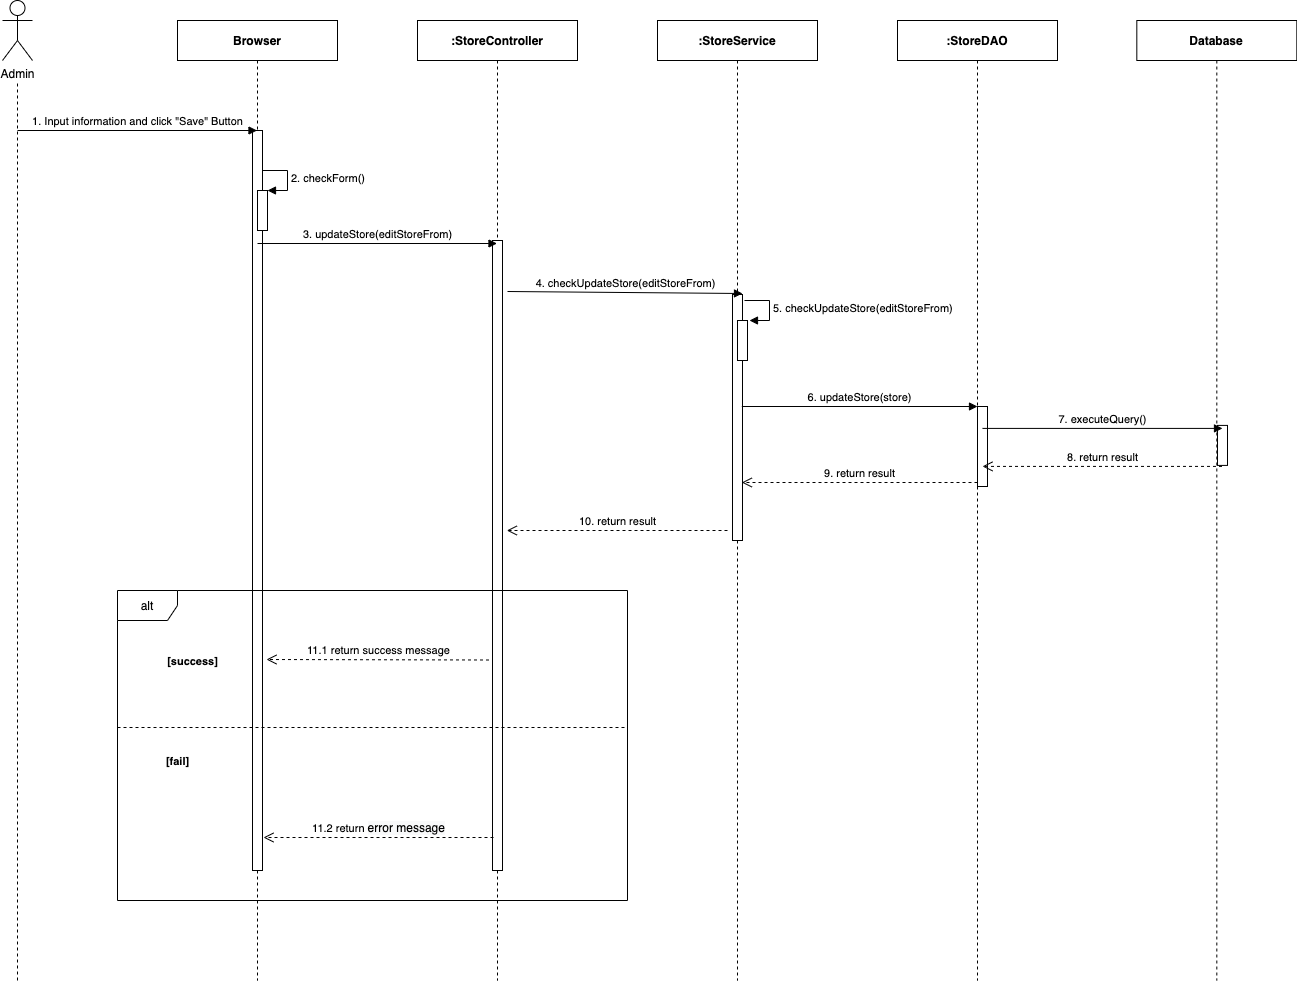 Admin
Browser
:StoreController
:StoreService
:StoreDAO
Database
1. Input information and click "Save" Button
2. checkForm()
3. updateStore(editStoreFrom)
4. checkUpdateStore(editStoreFrom)
5. checkUpdateStore(editStoreFrom)
6. updateStore(store)
7. executeQuery()
8. return result
9. return result
10. return result
alt
11.1 return success message
[success]
[fail]
11.2 return error message